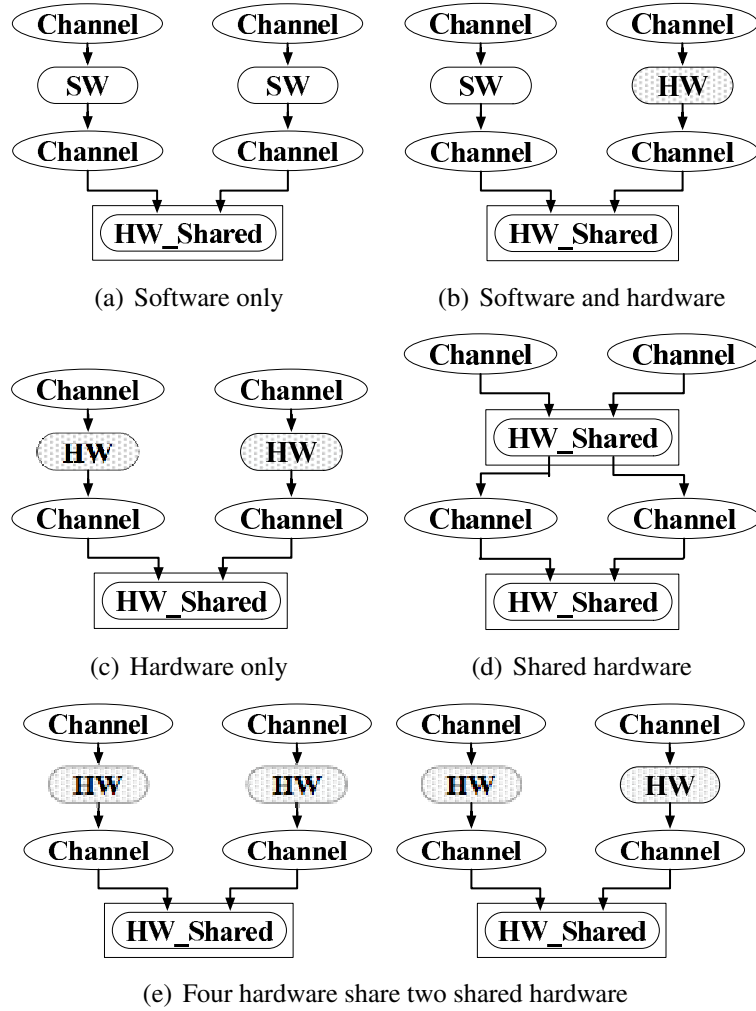 Channel Channel Channel Channel
SW SW SW HW
Channel Channel Channel Channel
HW_Shared HW_Shared
(a) Software only (b) Software and hardware
Channel Channel
Channel Channel
HW HW HW_Shared
Channel Channel Channel Channel
HW_Shared HW_Shared
(c) Hardware only (d) Shared hardware
Channel Channel Channel Channel
HW HW HW HW
Channel Channel Channel Channel
HW_Shared HW_Shared
(e) Four hardware share two shared hardware